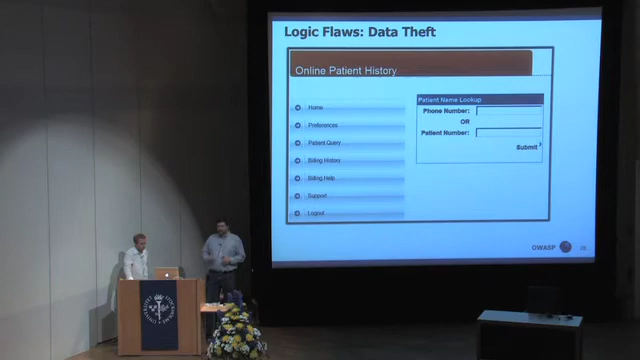 Logic Flaws: Data Theft
Online Patient History
Home
Preferences
Patient Query
Billing History
Billing Help
Support
Logout
Patient Name Lookup
Phone Number:
OR
Patient Number:
Submit
OWASP